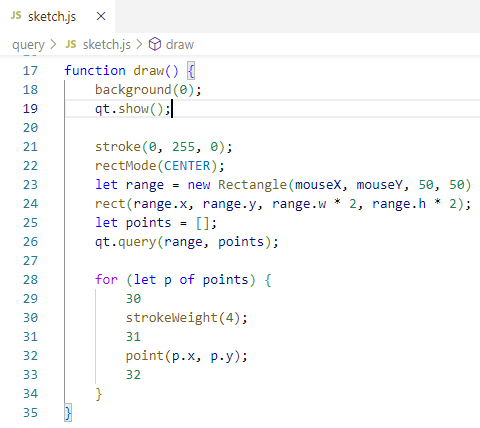 JS sketch.js ×
query > JS sketch.js > draw
17 function draw() {
18 background(0);
19 qt.show();
20
21 stroke(0, 255, 0);
22 rectMode(CENTER);
23 let range = new Rectangle(mouseX, mouseY, 50, 50)
24 rect(range.x, range.y, range.w * 2, range.h * 2);
25 let points = [];
26 qt.query(range, points);
27
28 for (let p of points) {
29 30
30 strokeWeight(4);
31 31
32 point(p.x, p.y);
33 32
34 }
35 }